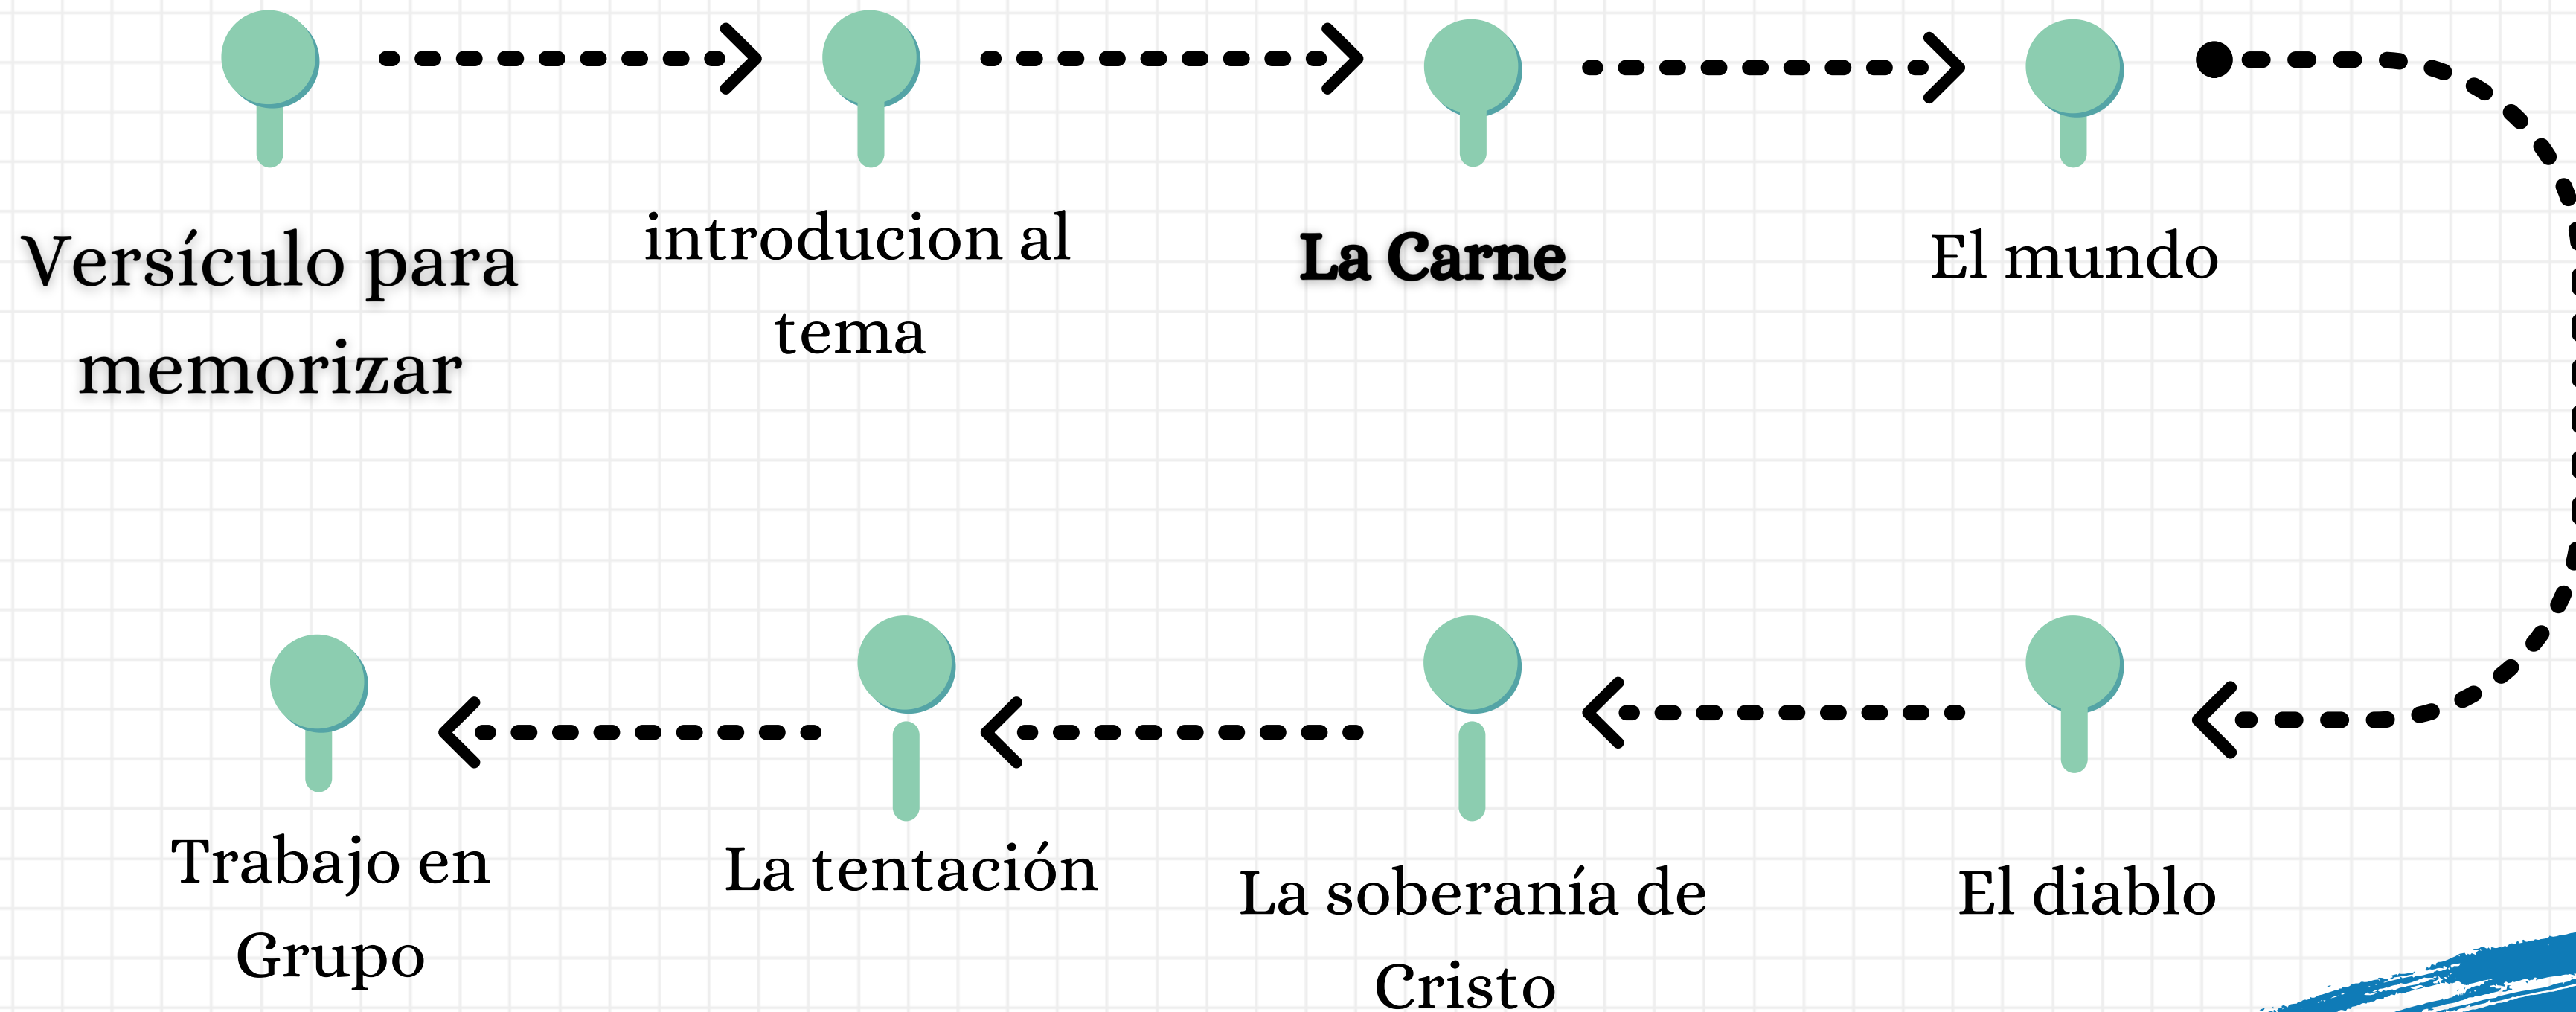 Versículo para
memorizar
introducion al
tema
La Carne
El mundo
El diablo
La soberanía de
Cristo
La tentación
Trabajo en
Grupo